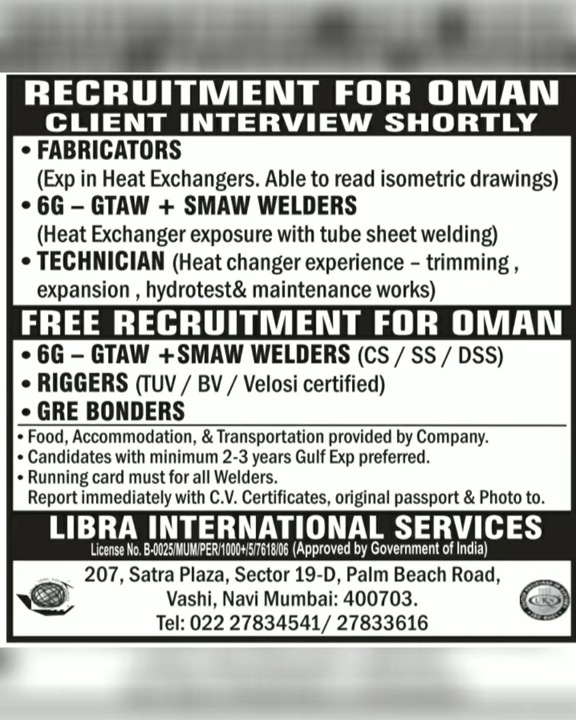 RECRUITMENT FOR OMAN
CLIENT INTERVIEW SHORTLY
• FABRICATORS
(Exp in Heat Exchangers. Able to read isometric drawings)
• 6G – GTAW + SMAW WELDERS
(Heat Exchanger exposure with tube sheet welding)
• TECHNICIAN (Heat changer experience – trimming ,
expansion , hydrotest& maintenance works)
FREE RECRUITMENT FOR OMAN
• 6G – GTAW +SMAW WELDERS (CS / SS / DSS)
• RIGGERS (TUV / BV / Velosi certified)
• GRE BONDERS
• Food, Accommodation, & Transportation provided by Company.
• Candidates with minimum 2-3 years Gulf Exp preferred.
• Running card must for all Welders.
Report immediately with C.V. Certificates, original passport & Photo to.
LIBRA INTERNATIONAL SERVICES
License No. B-0025/MUM/PER/1000+/5/7618/06 (Approved by Government of India)
207, Satra Plaza, Sector 19-D, Palm Beach Road,
Vashi, Navi Mumbai: 400703.
Tel: 022 27834541/ 27833616